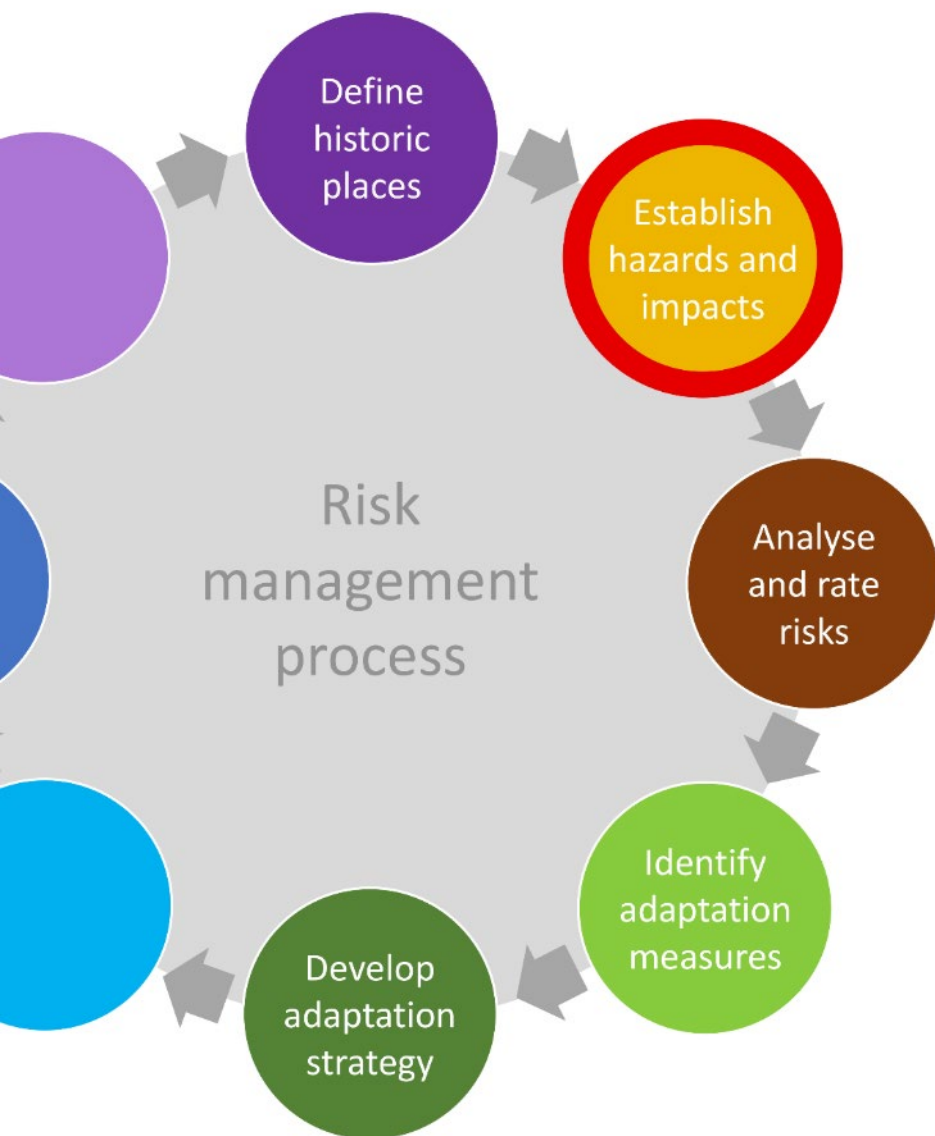 Define
historic
places
Establish
hazards and
impacts
Analyse
and rate
risks
Identify
adaptation
measures
Develop
adaptation
strategy
Risk
management
process